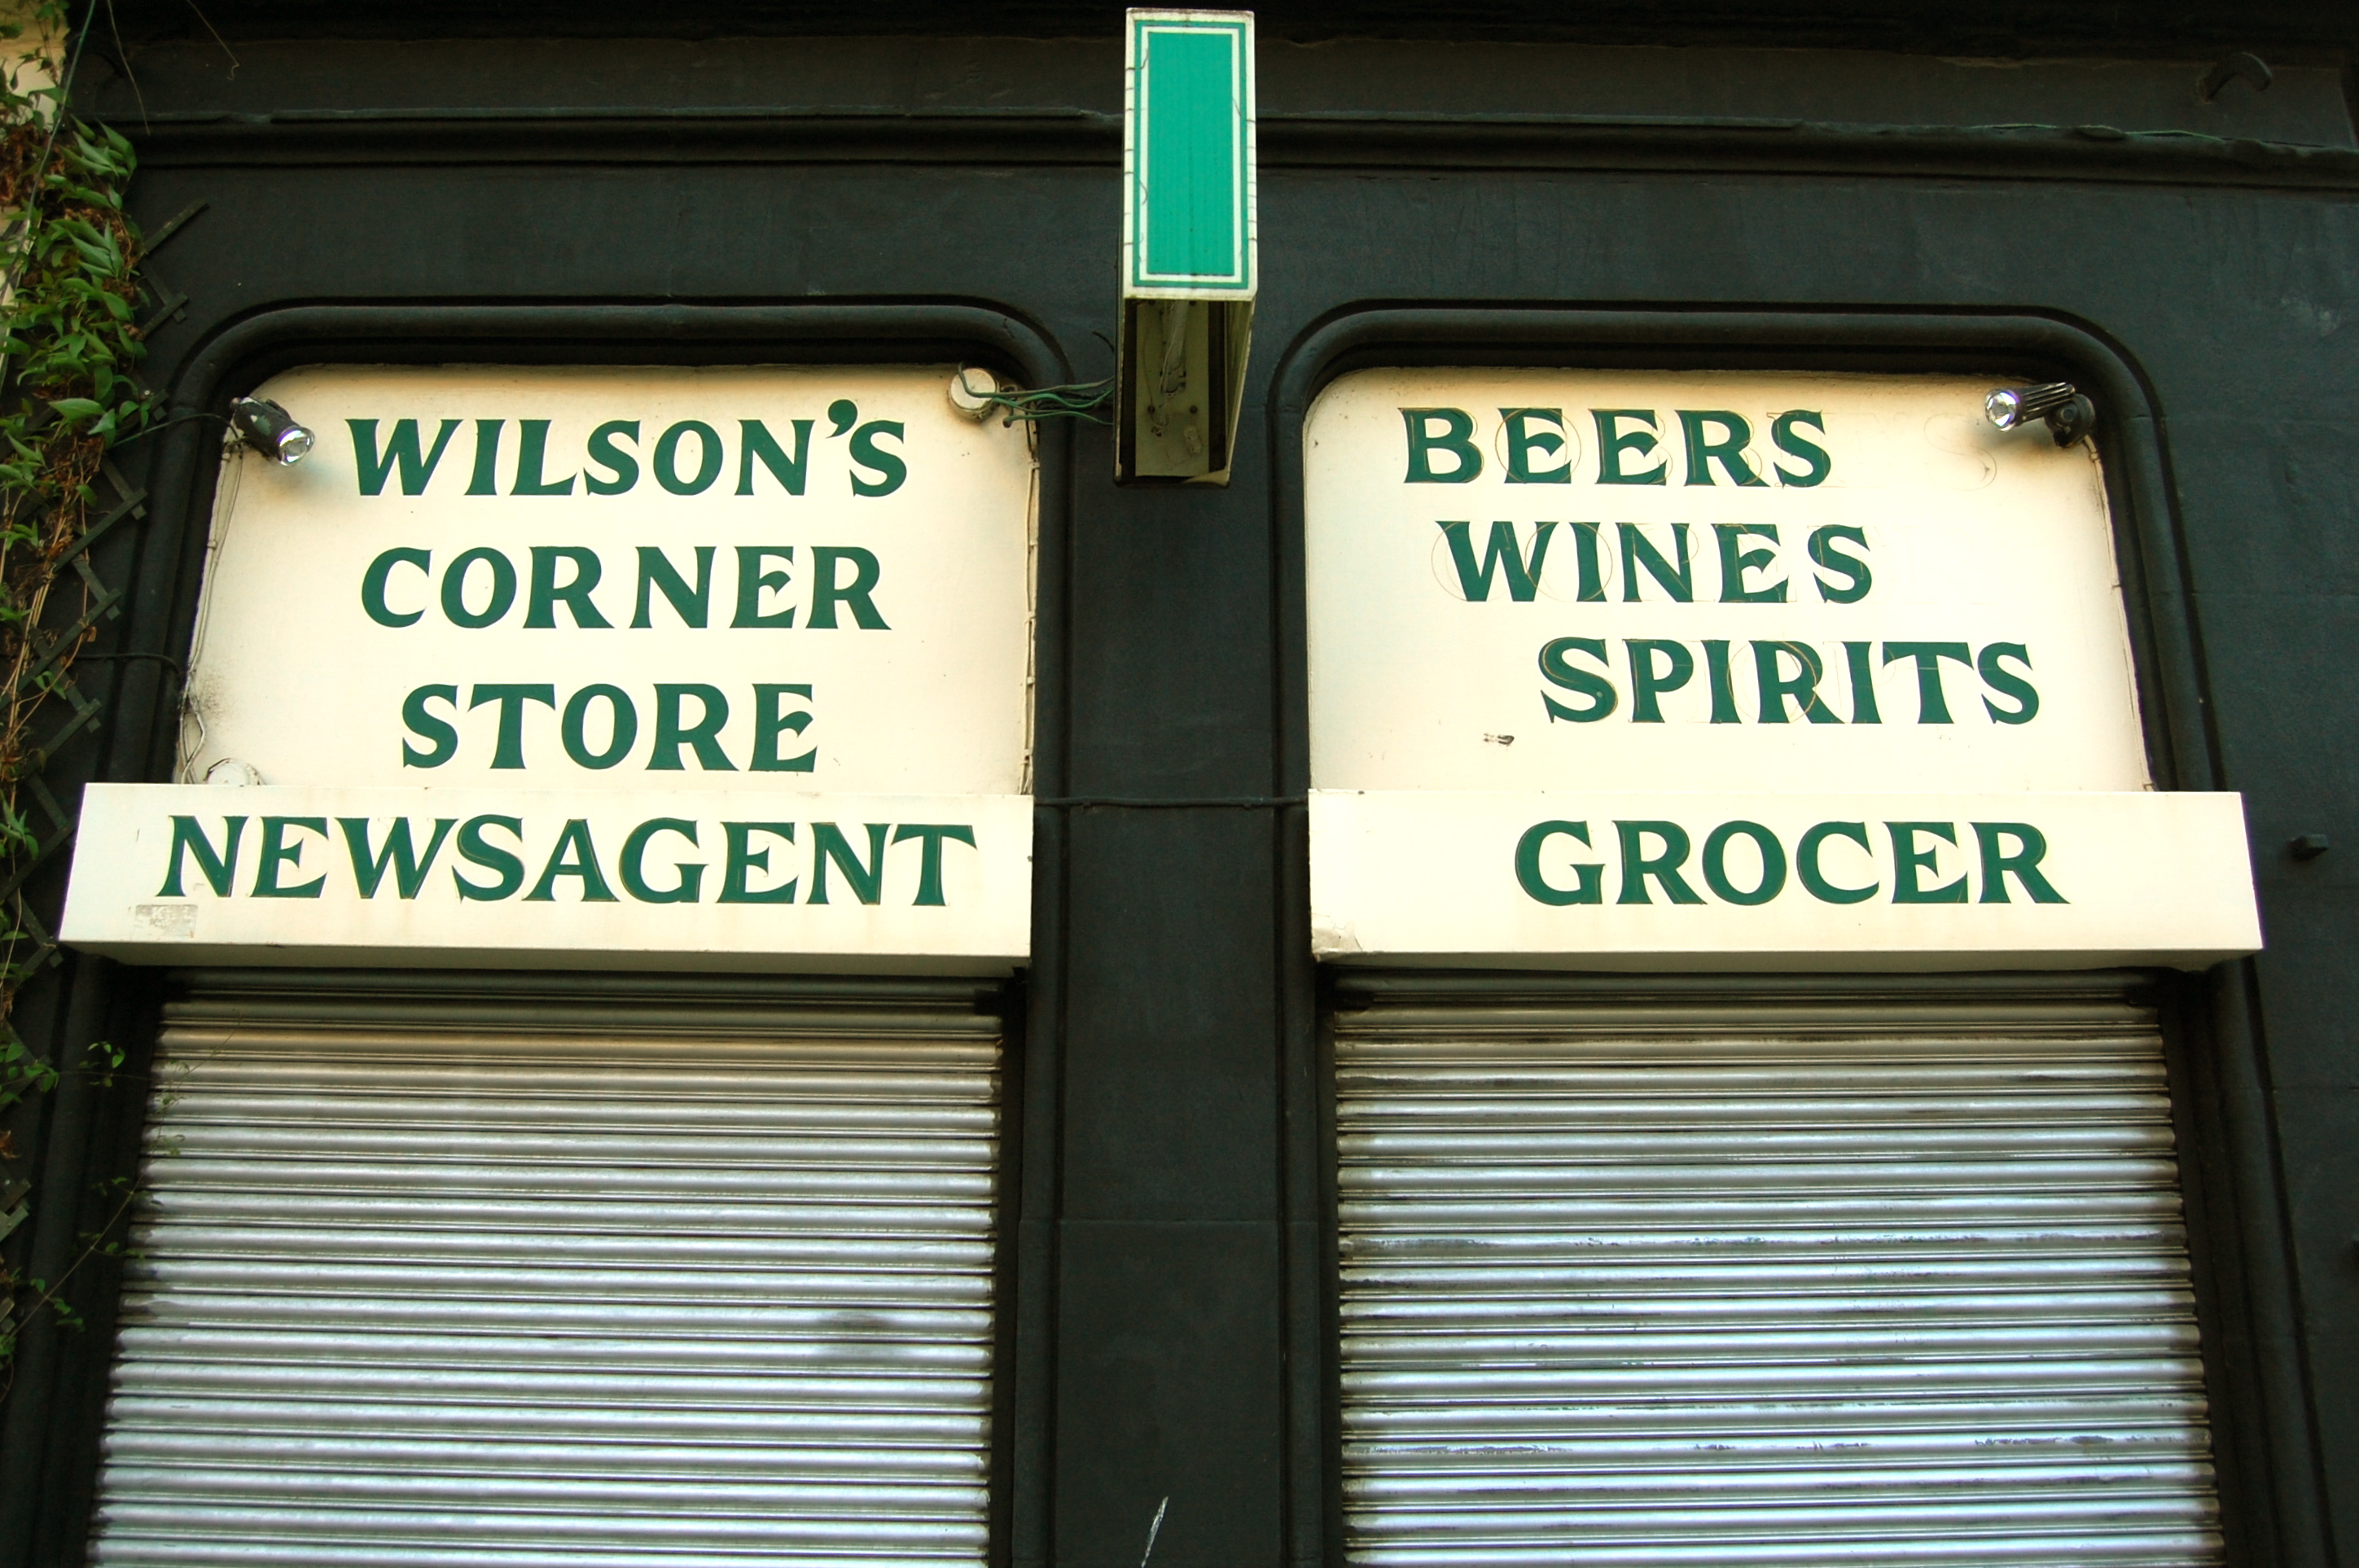 WILSON'S
CORNER
STORE
NEWSAGENT
BEERS
WINES
SPIRITS
GROCER